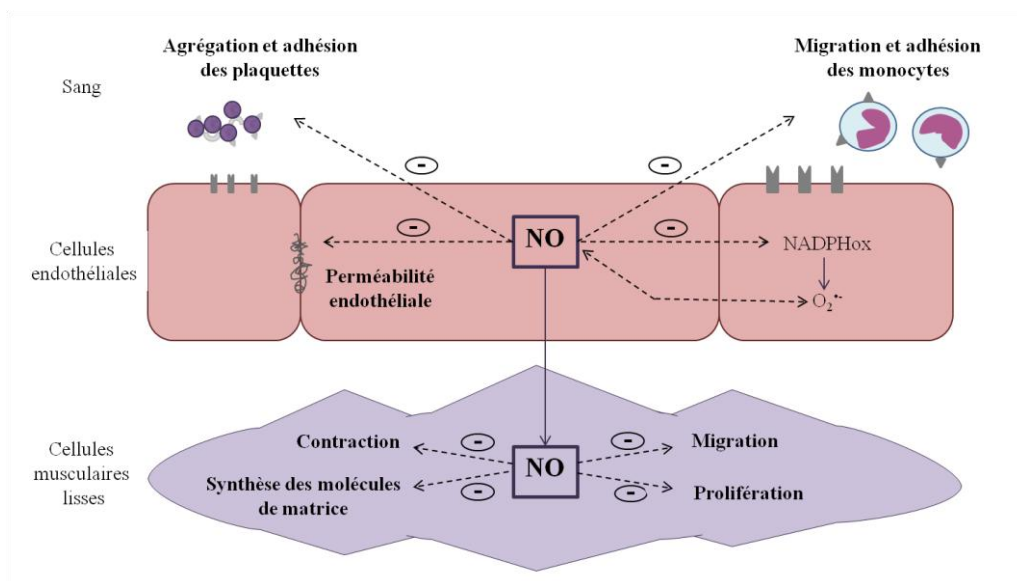 Agrégation et adhésion
des plaquettes
Migration et adhésion
des monocytes
Sang
-
-
Cellules
endothéliales
-
NO
-
NADPHox
Perméabilité
endothéliale
O₂•-
Cellules
musculaires
lisses
Contraction
-
-
Migration
NO
Synthèse des molécules
de matrice
-
-
Prolifération